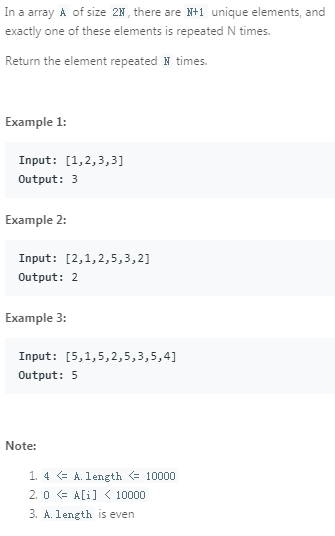 In a array A of size 2N, there are N+1 unique elements, and
exactly one of these elements is repeated N times.
Return the element repeated N times.
Example 1:
Input: [1,2,3,3]
Output: 3
Example 2:
Input: [2,1,2,5,3,2]
Output: 2
Example 3:
Input: [5,1,5,2,5,3,5,4]
Output: 5
Note:
1. 4 <= A.length <= 10000
2. 0 <= A[i] < 10000
3. A.length is even